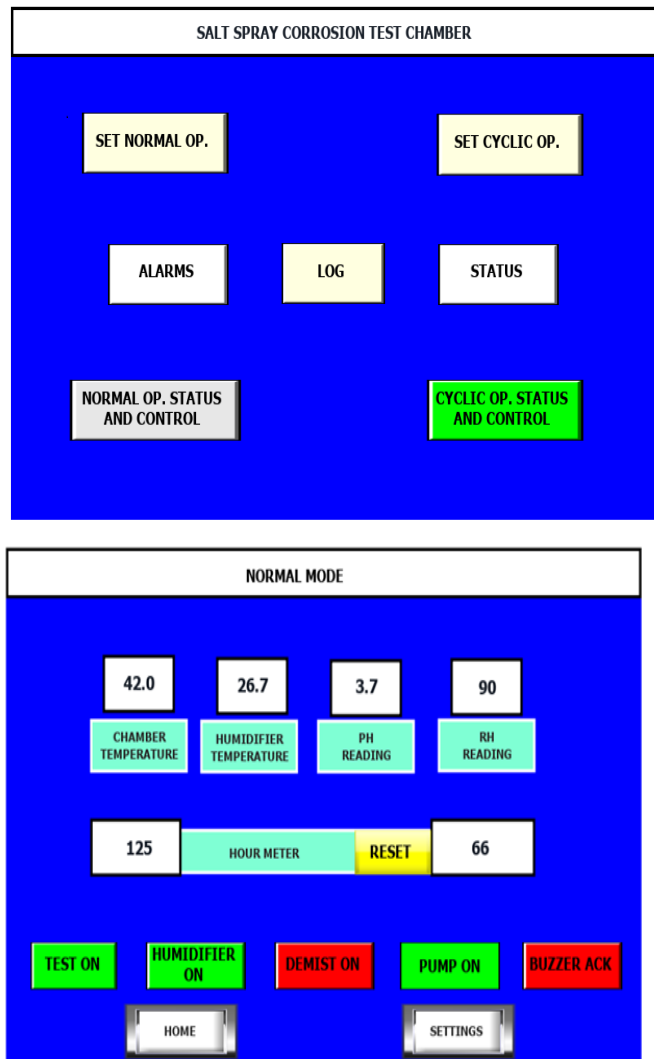 SALT SPRAY CORROSION TEST CHAMBER
SET NORMAL OP.
SET CYCLIC OP.
ALARMS
LOG
STATUS
NORMAL OP. STATUS
AND CONTROL
CYCLIC OP. STATUS
AND CONTROL
NORMAL MODE
42.0
26.7
3.7
90
CHAMBER
TEMPERATURE
HUMIDIFIER
TEMPERATURE
PH
READING
RH
READING
125
HOUR METER
RESET
66
TEST ON
HUMIDIFIER
ON
DEMIST ON
PUMP ON
BUZZER ACK
HOME
SETTINGS